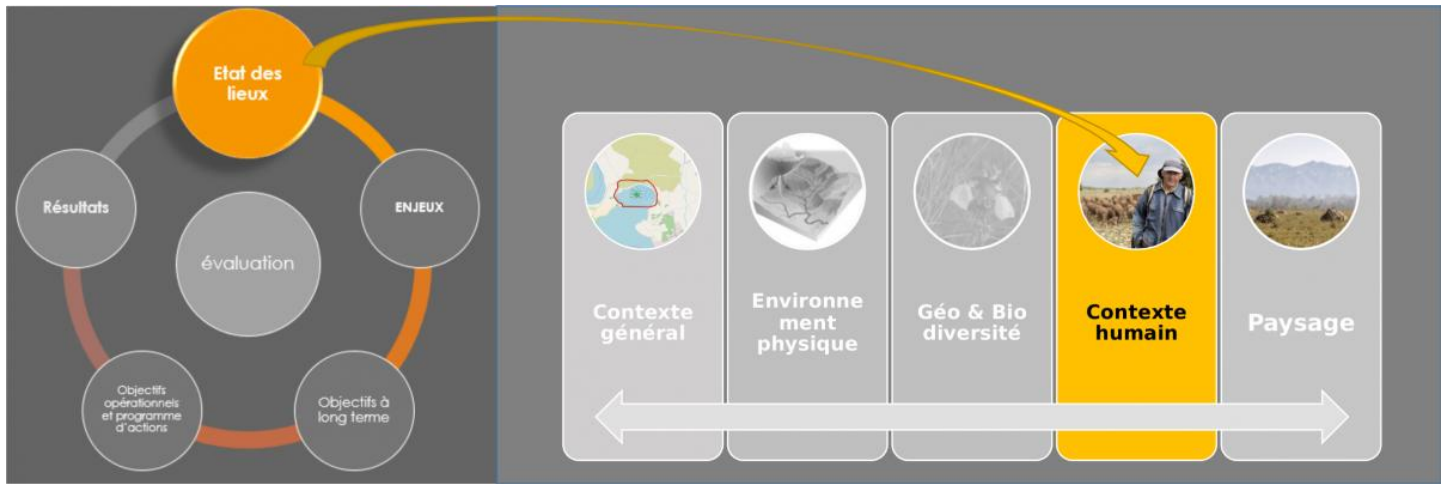 Etat des
lieux
Résultats
ENJEUX
évaluation
Objectifs
opérationnels
et programme
d'actions
Objectifs à
long terme
Contexte
général
Environne
ment
physique
Géo & Bio
diversité
Contexte
humain
Paysage